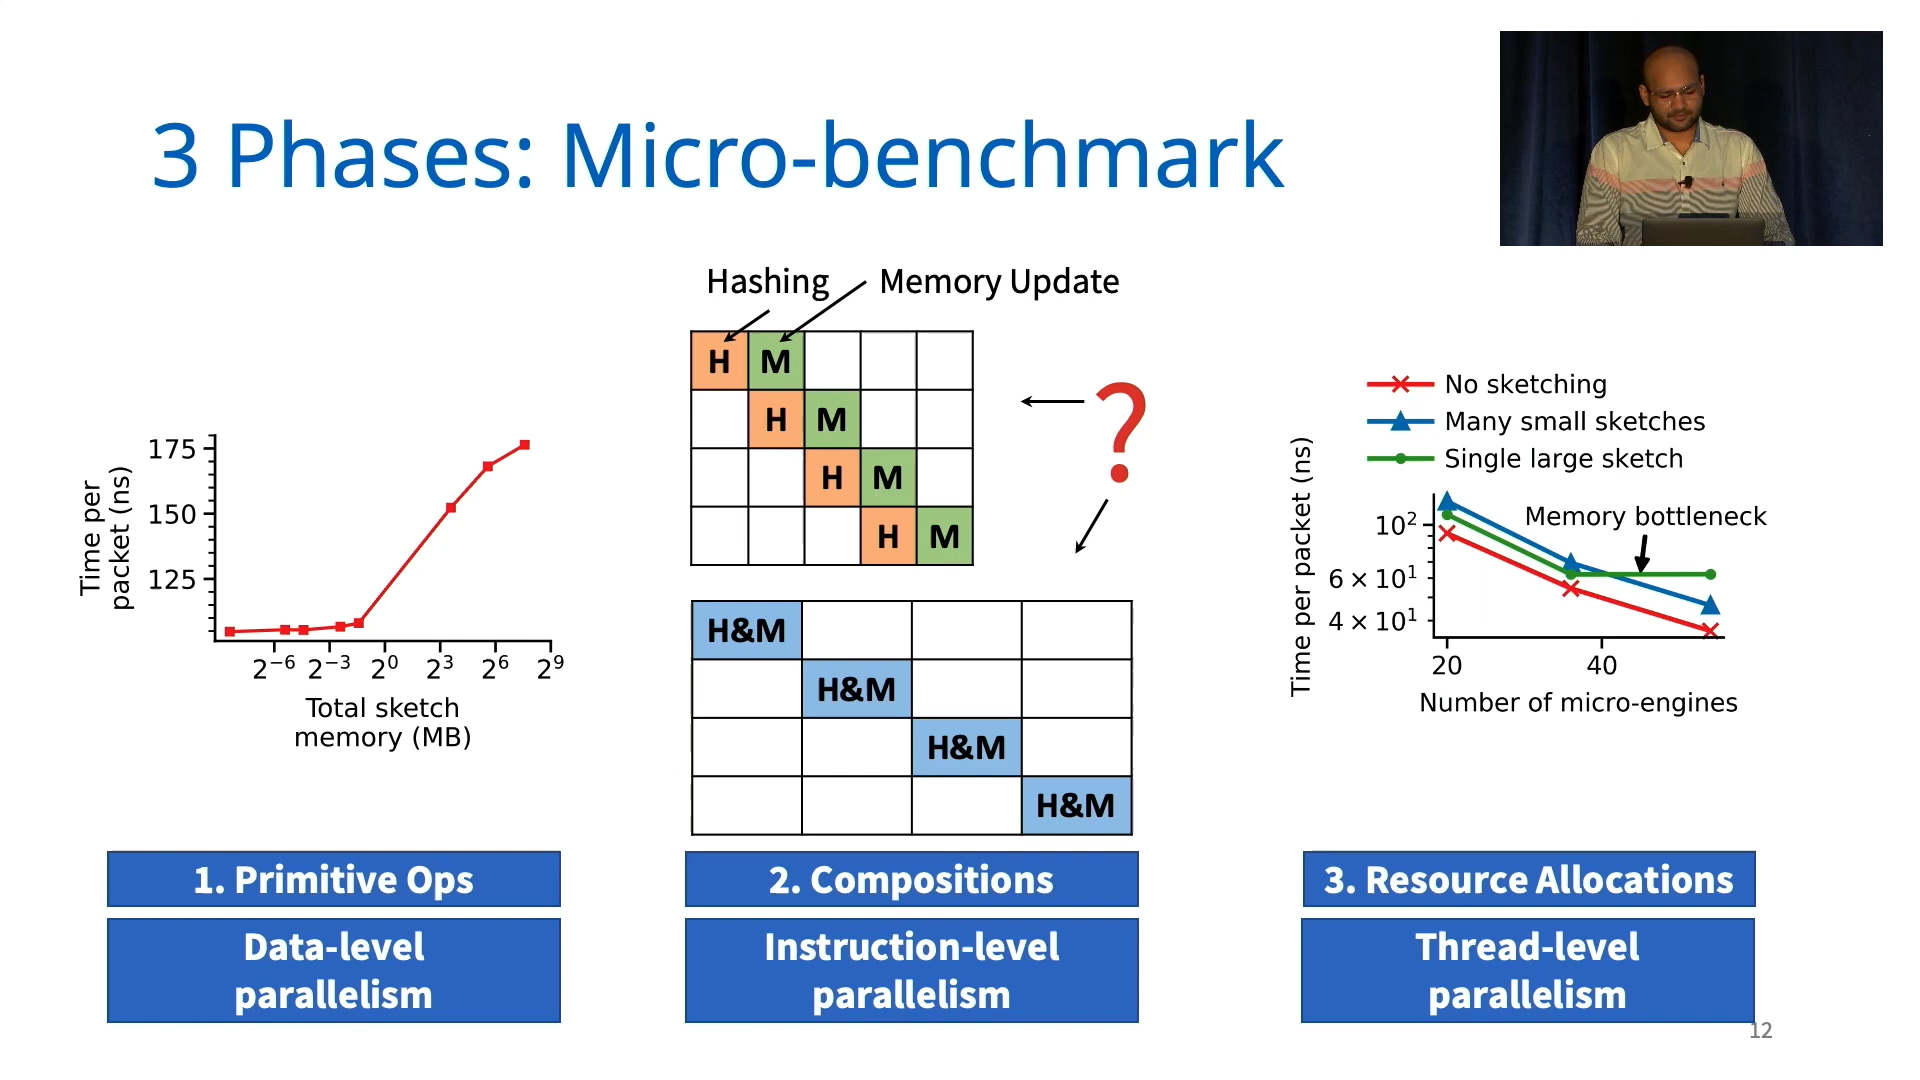 3 Phases: Micro-benchmark
Time per
packet (ns)
175
150
125
2⁻⁶ 2⁻³ 2⁰ 2³ 2⁶ 2⁹
Total sketch
memory (MB)
1. Primitive Ops
Data-level
parallelism
Hashing Memory Update
H M
H M
H M
H M
?
H&M
H&M
H&M
H&M
2. Compositions
Instruction-level
parallelism
No sketching
Many small sketches
Single large sketch
Time per packet (ns)
Memory bottleneck
10²
6 × 10¹
4 × 10¹
20 40
Number of micro-engines
3. Resource Allocations
Thread-level
parallelism
12